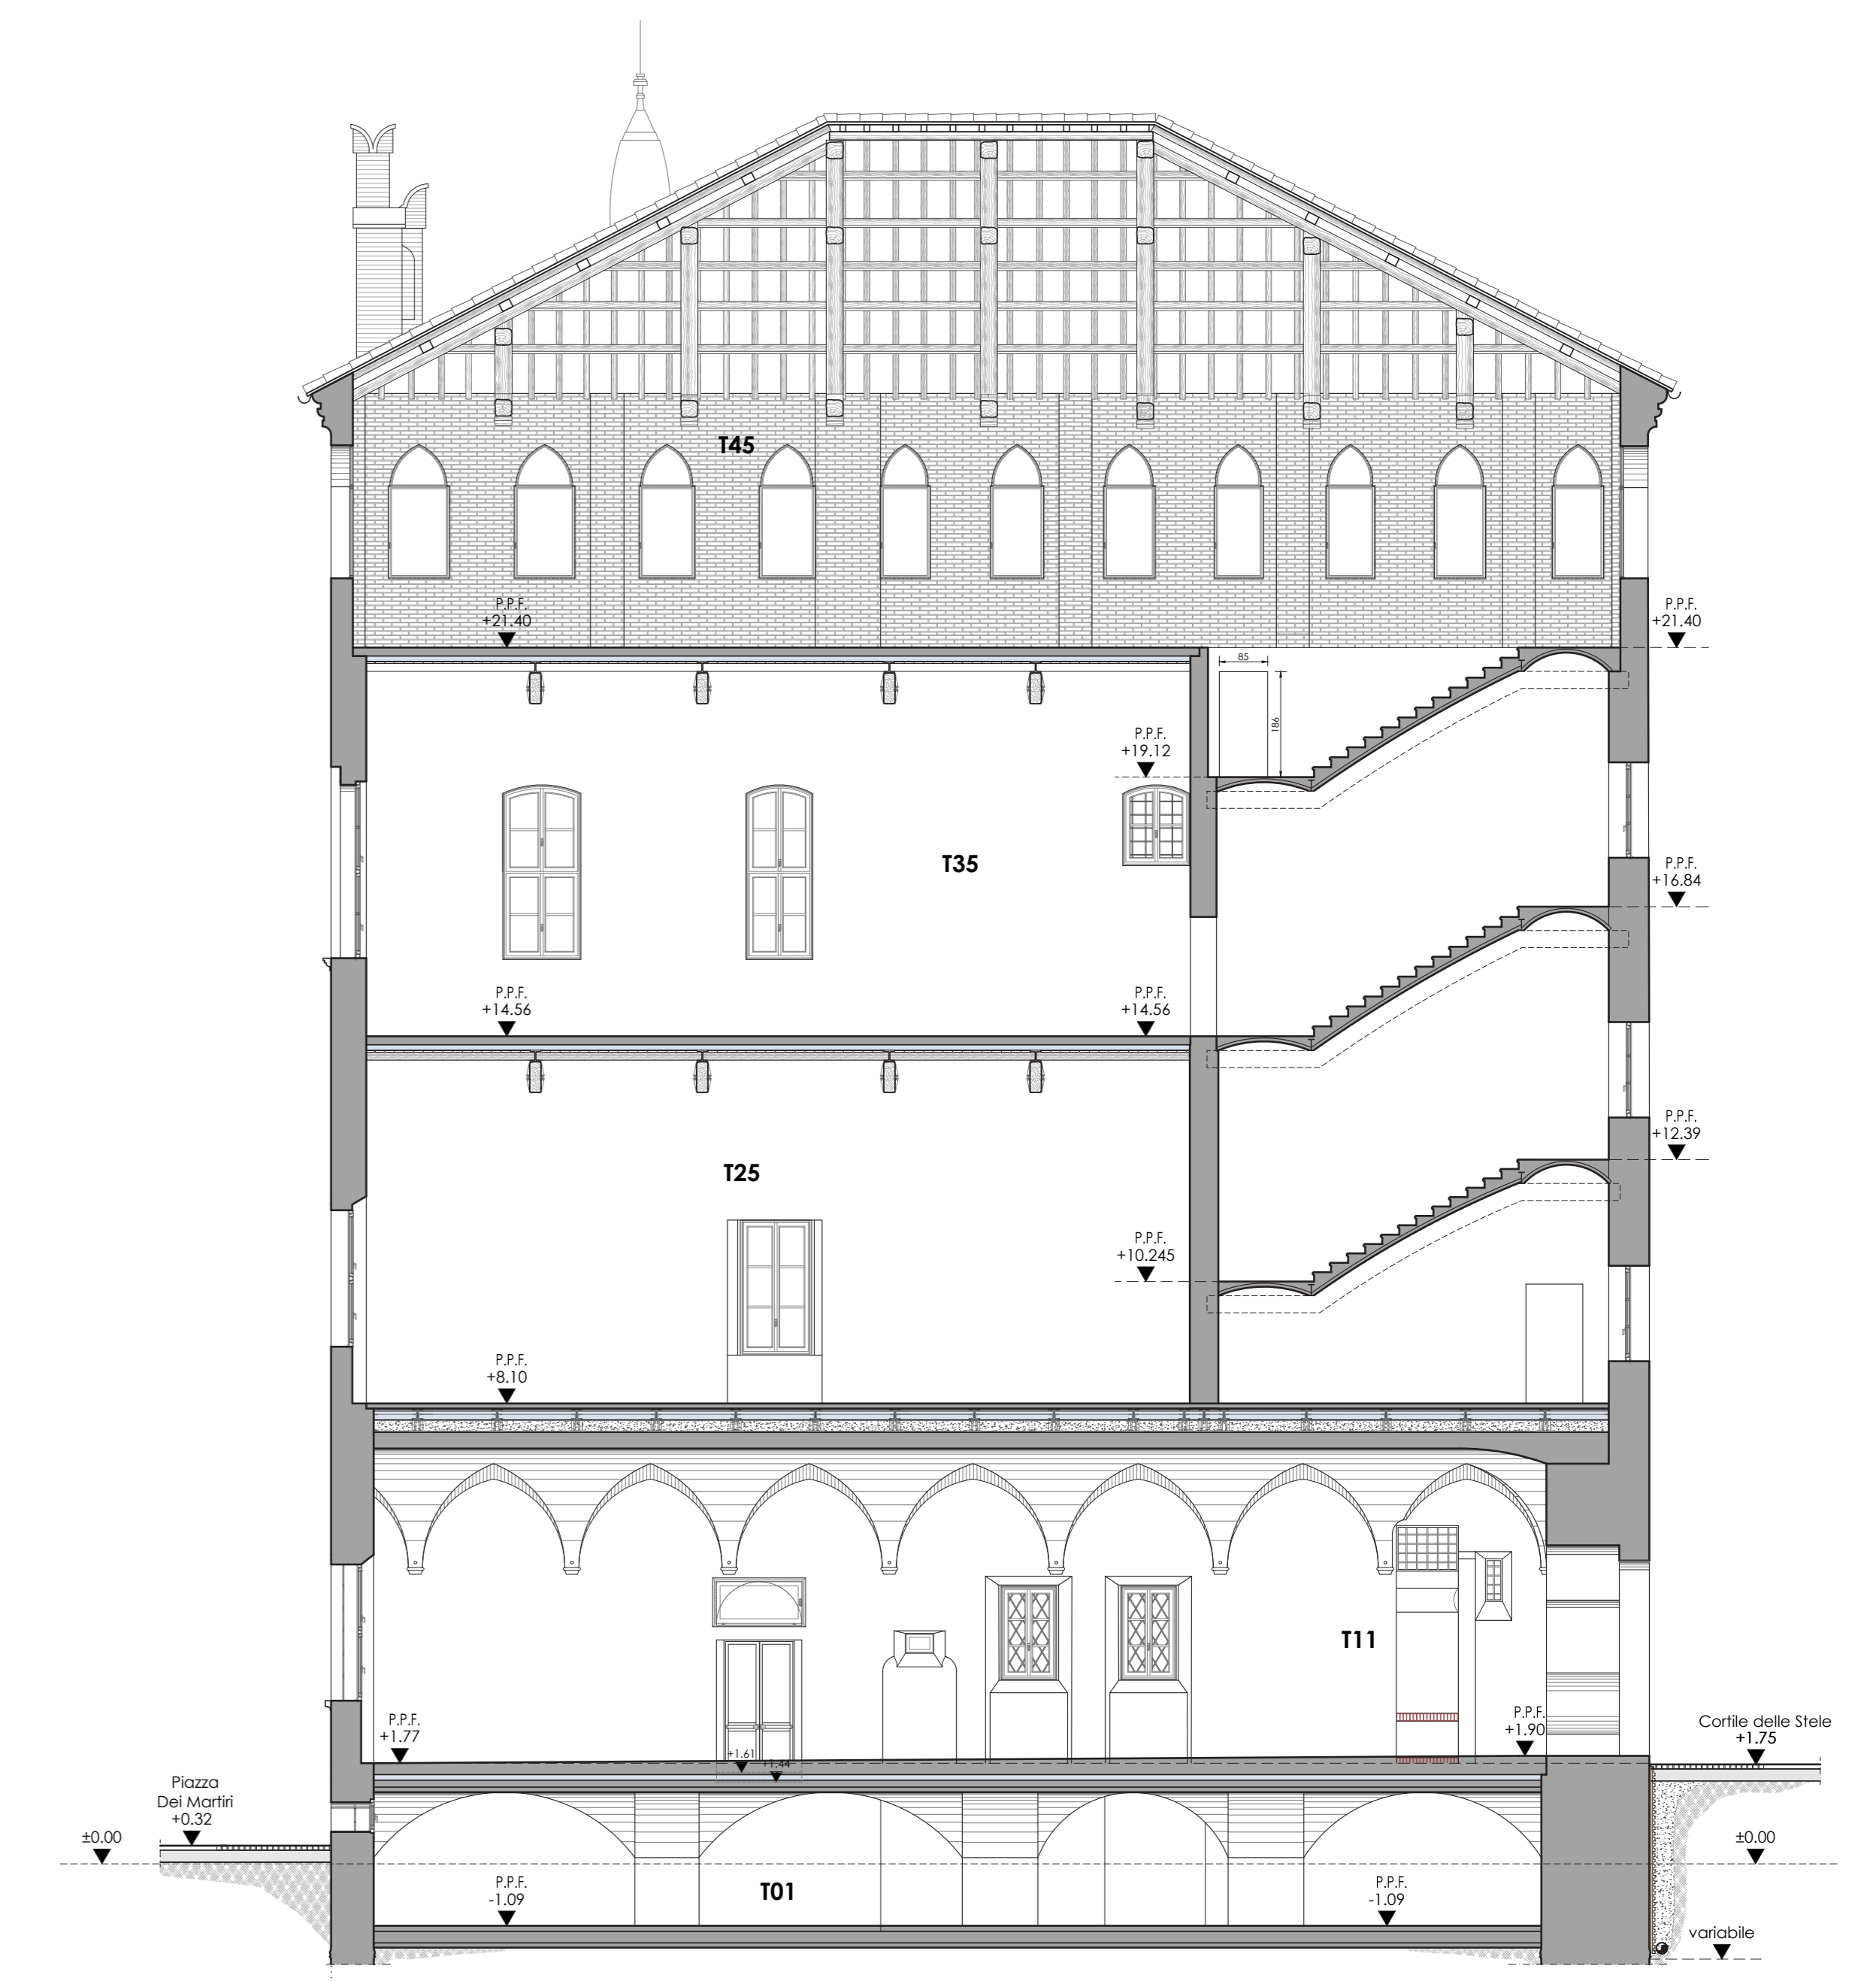 T45
P.P.F.
+21.40
P.P.F.
+21.40
85
186
P.P.F.
+19.12
T35
P.P.F.
+16.84
P.P.F.
+14.56
P.P.F.
+14.56
P.P.F.
+12.39
T25
P.P.F.
+10.245
P.P.F.
+8.10
T11
P.P.F.
+1.77
P.P.F.
+1.90
Cortile delle Stele
+1.75
+1.61
+1.44
Piazza
Dei Martiri
+0.32
±0.00
±0.00
T01
P.P.F.
-1.09
P.P.F.
-1.09
variabile